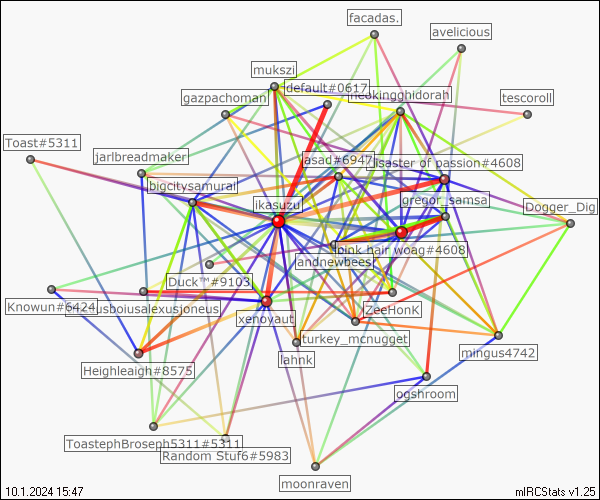 facadas.
avelicious
mukszi
default#0617
heckingghidorah
gazpachoman
tescoroll
Toast#5311
jarlbreadmaker
asad#6947
disaster of passion#4608
bigcitysamurai
ikasuzu
gregor_samsa
Dogger_Dig
pink hair woag#4608
andnewbees
Duck™#9103
Knowun#6424
usboiusalexusjoneus
xenoyaut
ZeeHonK
turkey_mcnugget
mingus4742
lahnk
Heighleaigh#8575
ogshroom
ToastephBroseph5311#5311
Random Stuf6#5983
moonraven
10.1.2024 15:47
mIRCStats v1.25